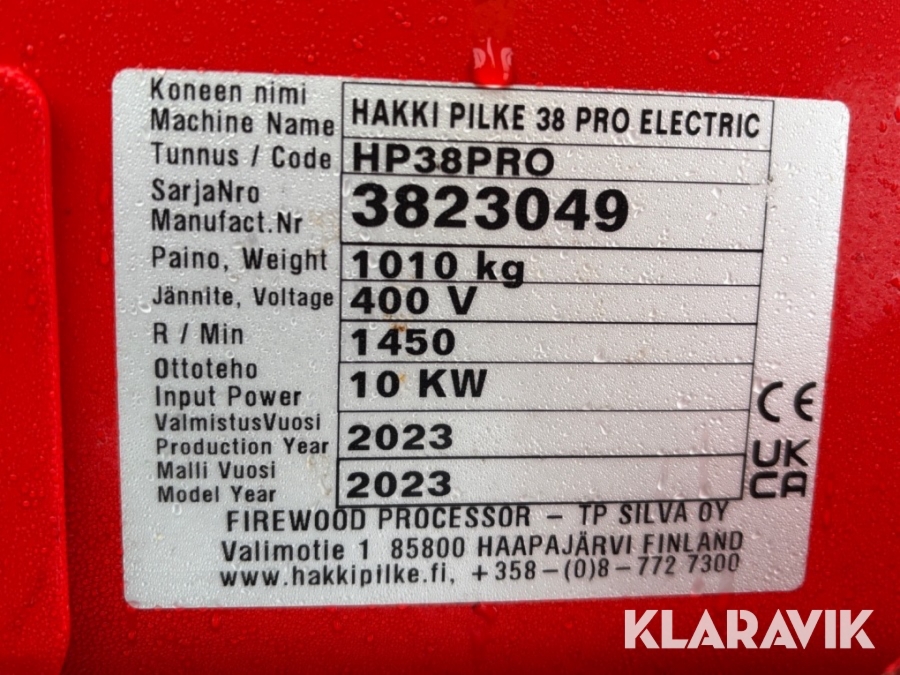 Koneen nimi
Machine Name HAKKI PILKE 38 PRO ELECTRIC
Tunnus / Code HP38PRO
SarjaNro
Manufact.Nr 3823049
Paino, Weight 1010 kg
Jännite, Voltage 400 V
R / Min 1450
Ottoteho
Input Power 10 KW
ValmistusVuosi
Production Year 2023
Malli Vuosi
Model Year 2023
CE
UK
CA
FIREWOOD PROCESSOR - TP SILVA OY
Valimotie 1 85800 HAAPAJÄRVI FINLAND
www.hakkipilke.fi, +358-(0)8-772 7300
KLARAVIK